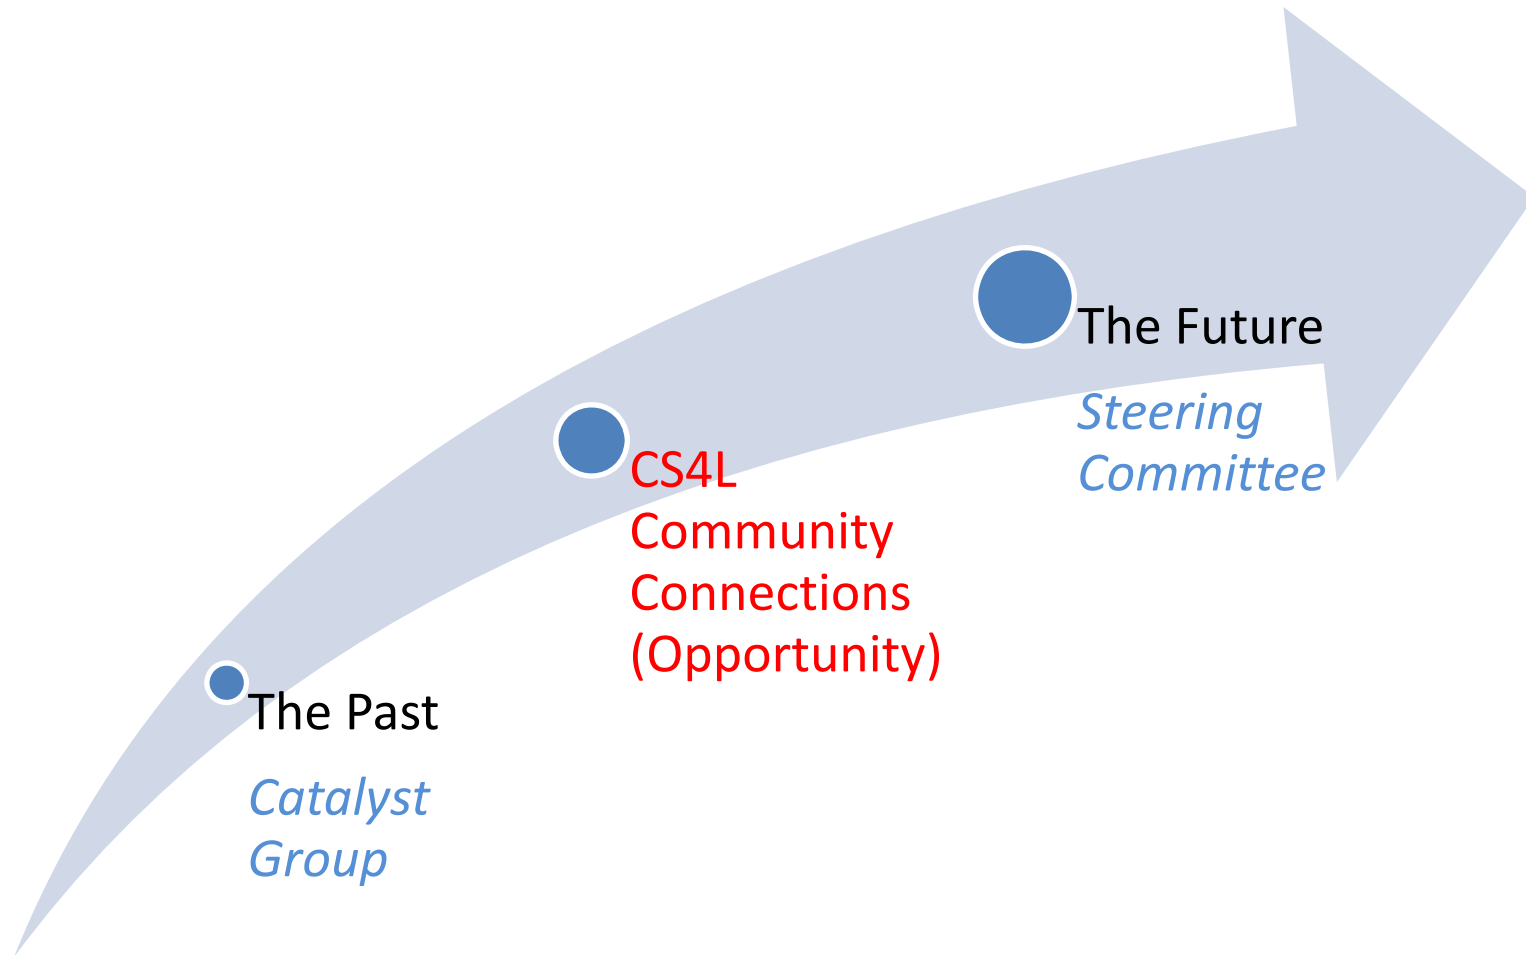 The Past
Catalyst
Group
CS4L
Community
Connections
(Opportunity)
The Future
Steering
Committee